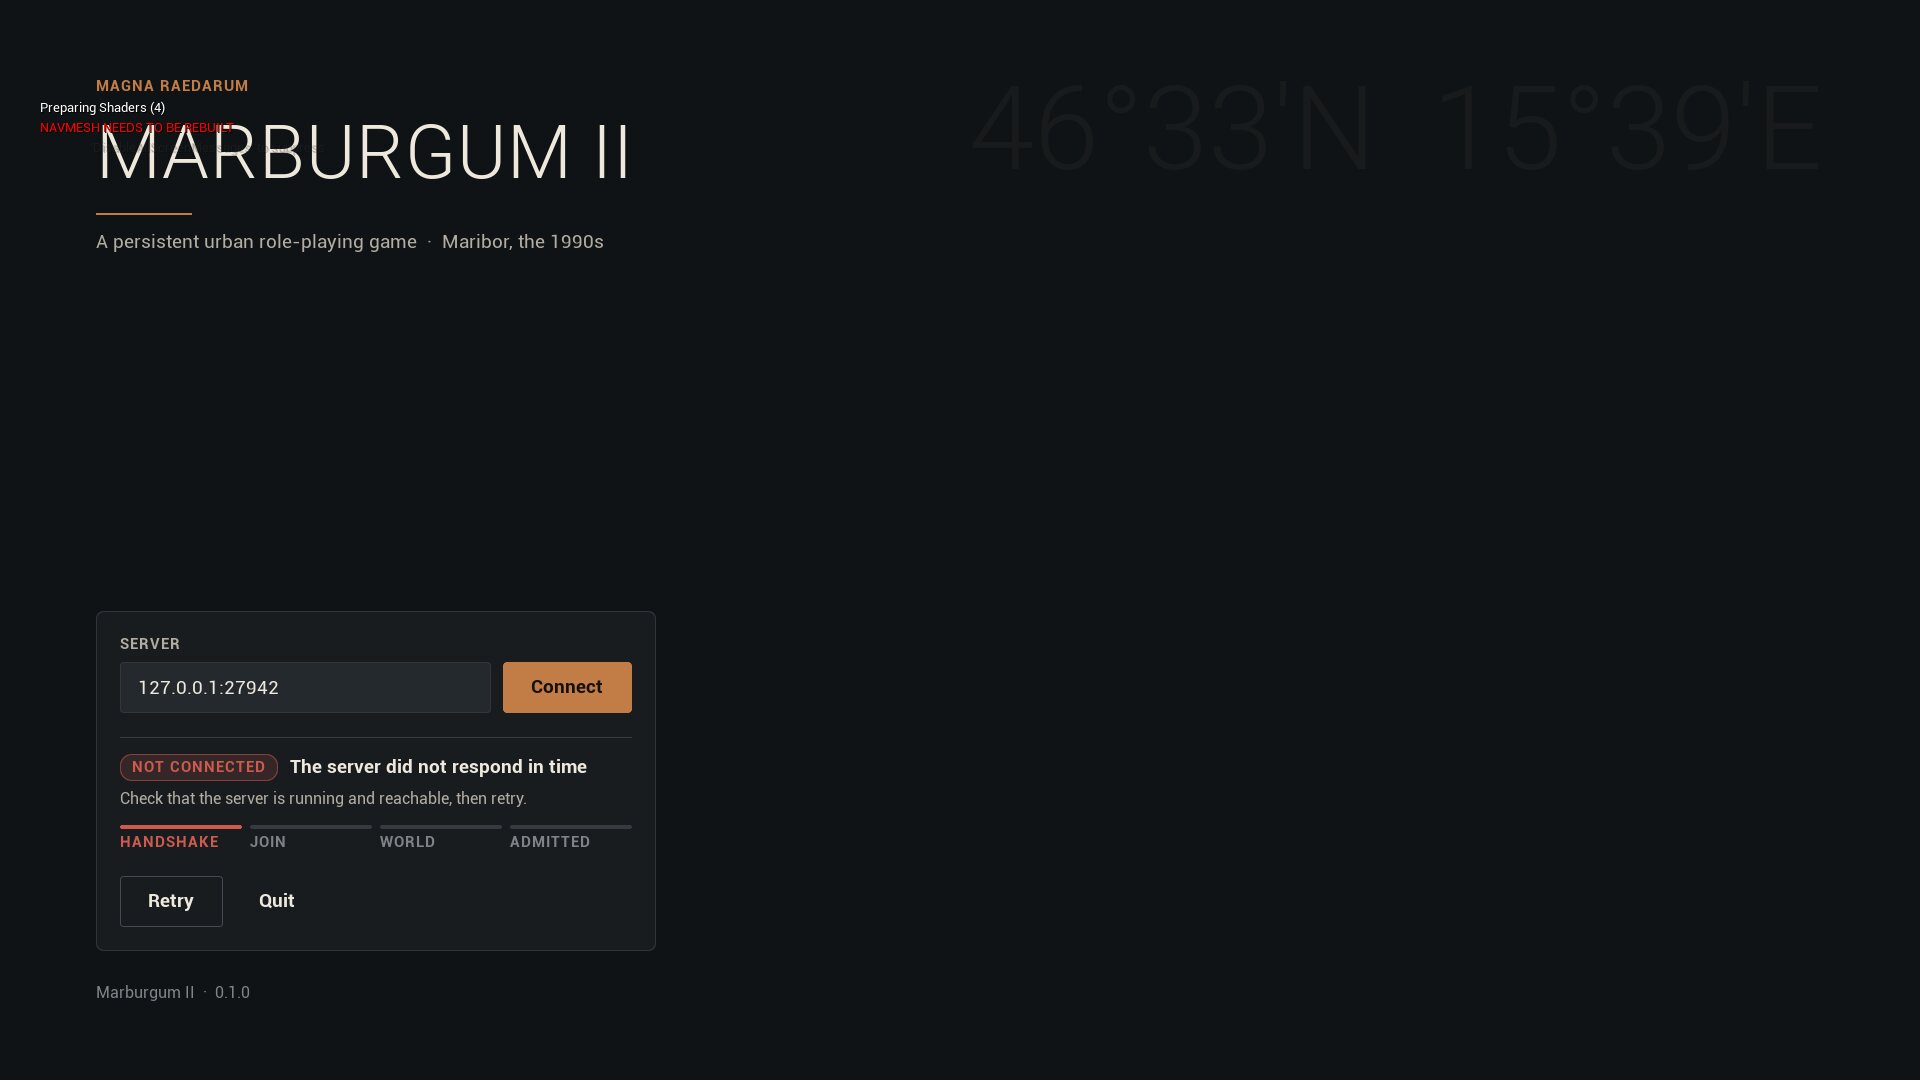 MAGNA RAEDARUM
46°33'N 15°39'E
Preparing Shaders (4)
NAVMESH NEEDS TO BE REBUILT
MARBURGUM II
A persistent urban role-playing game · Maribor, the 1990s
SERVER
127.0.0.1:27942
Connect
NOT CONNECTED The server did not respond in time
Check that the server is running and reachable, then retry.
HANDSHAKE JOIN WORLD ADMITTED
Retry Quit
Marburgum II · 0.1.0